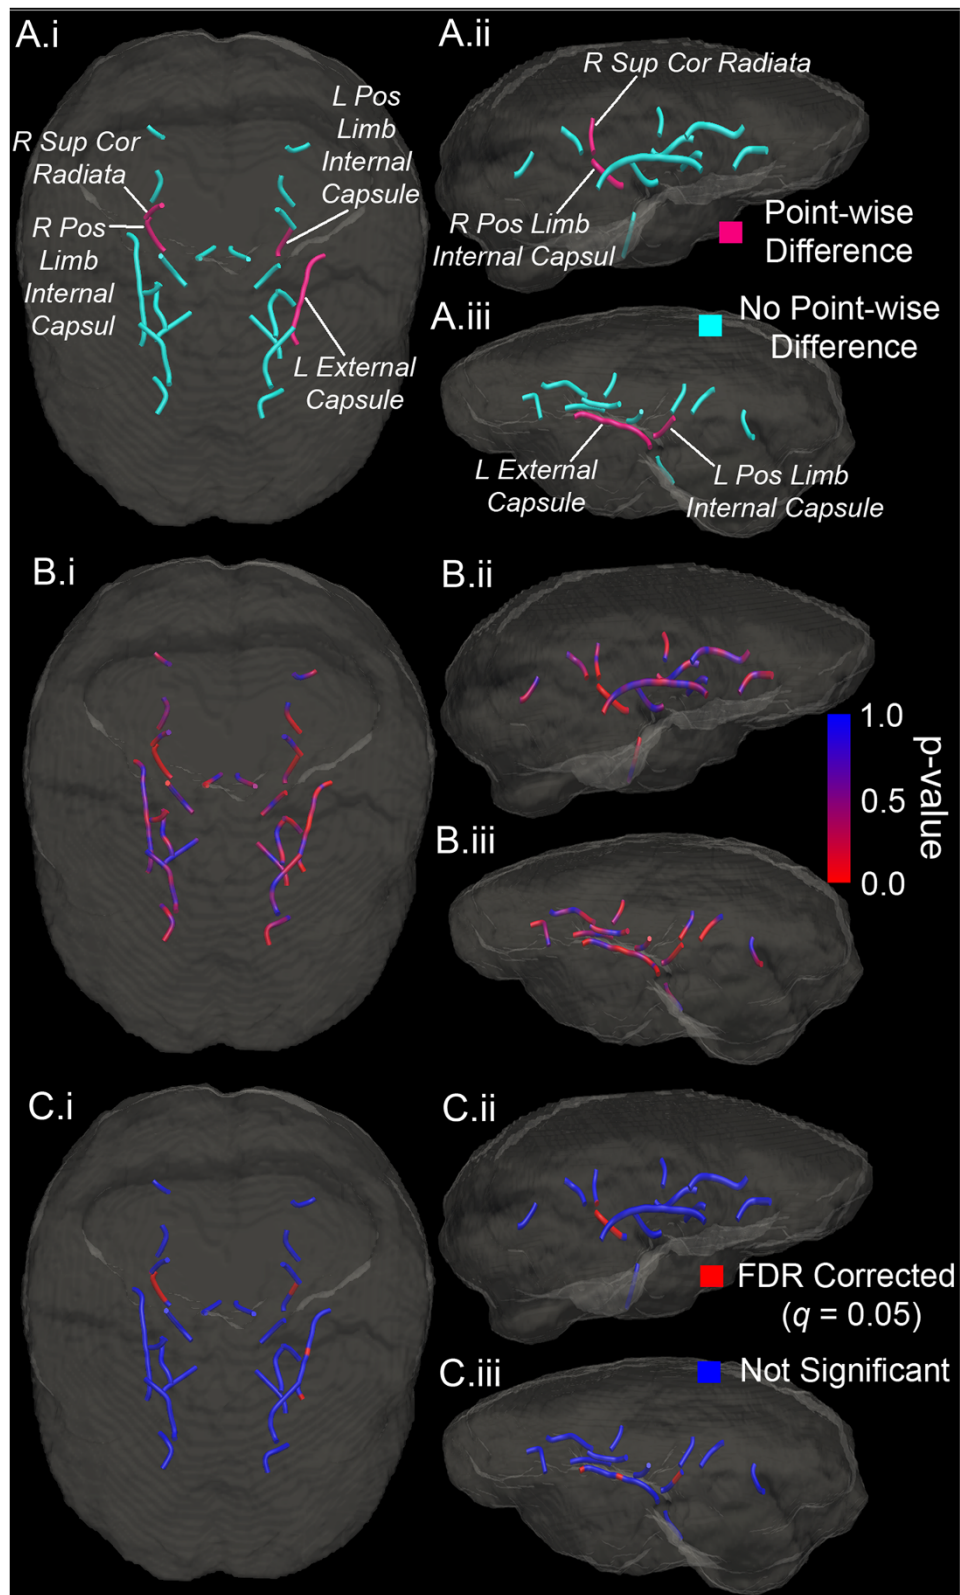 A.i
R Sup Cor
Radiata
R Pos
Limb
Internal
Capsul
L Pos
Limb
Internal
Capsule
L External
Capsule
A.ii
R Sup Cor Radiata
R Pos Limb
Internal Capsul
Point-wise
Difference
A.iii
No Point-wise
Difference
L External
Capsule
L Pos Limb
Internal Capsule
B.i
B.ii
1.0
0.5
0.0
p-value
B.iii
C.i
C.ii
FDR Corrected
(q = 0.05)
C.iii
Not Significant